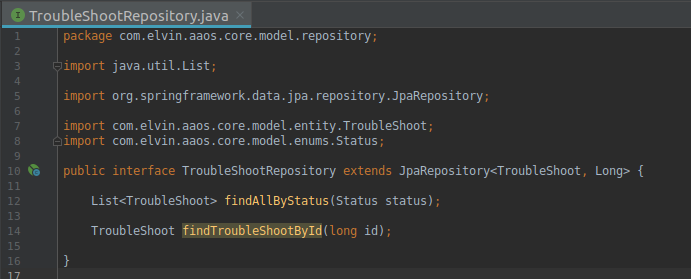 TroubleShootRepository.java
1 package com.elvin.aaos.core.model.repository;
2
3 import java.util.List;
4
5 import org.springframework.data.jpa.repository.JpaRepository;
6
7 import com.elvin.aaos.core.model.entity.TroubleShoot;
8 import com.elvin.aaos.core.model.enums.Status;
9
10 public interface TroubleShootRepository extends JpaRepository<TroubleShoot, Long> {
11
12 List<TroubleShoot> findAllByStatus(Status status);
13
14 TroubleShoot findTroubleShootById(long id);
15
16 }
17